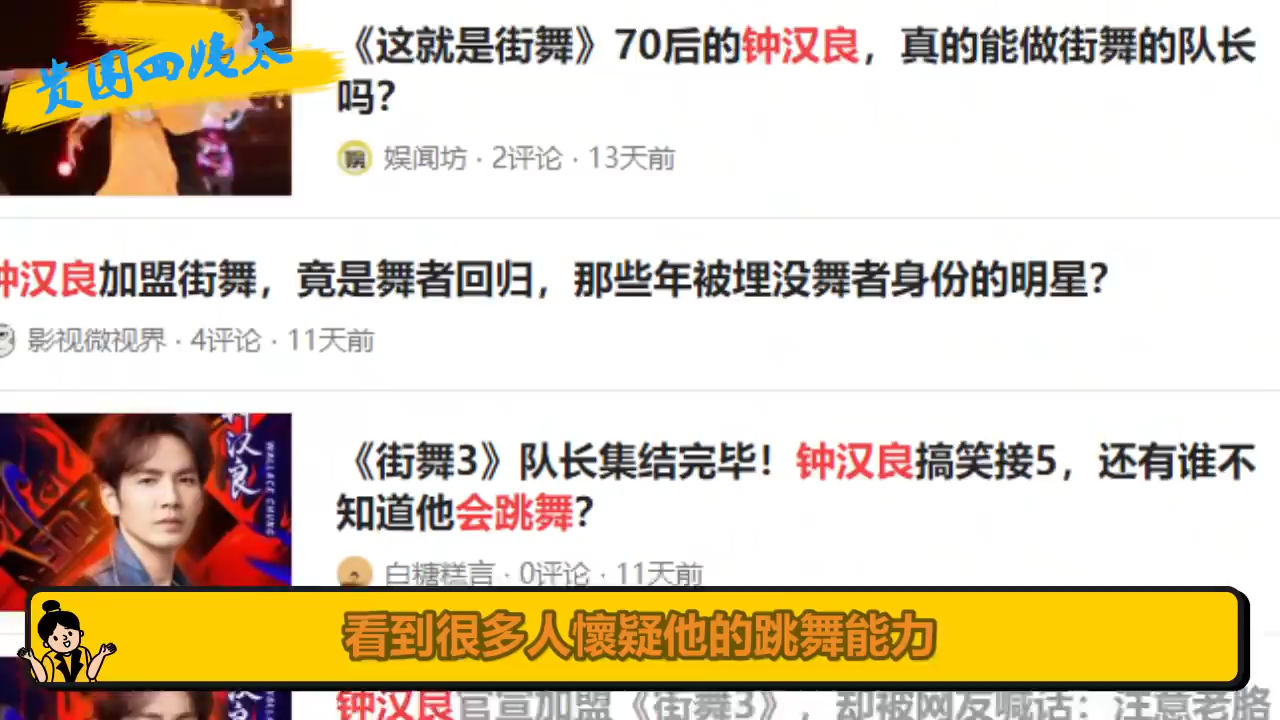 贵圈四姨太
《这就是街舞》70后的钟汉良，真的能做街舞的队长
吗？
娱闻坊 · 2评论 · 13天前
钟汉良加盟街舞，竟是舞者回归，那些年被埋没舞者身份的明星？
影视微视界 · 4评论 · 11天前
钟汉良
WALLACE CHUNG
《街舞3》队长集结完毕！钟汉良搞笑接5，还有谁不
知道他会跳舞？
白糖糕言 · 0评论 · 11天前
看到很多人懷疑他的跳舞能力
钟汉良官宣加盟《街舞3》，却被网友喊话：注意老胳